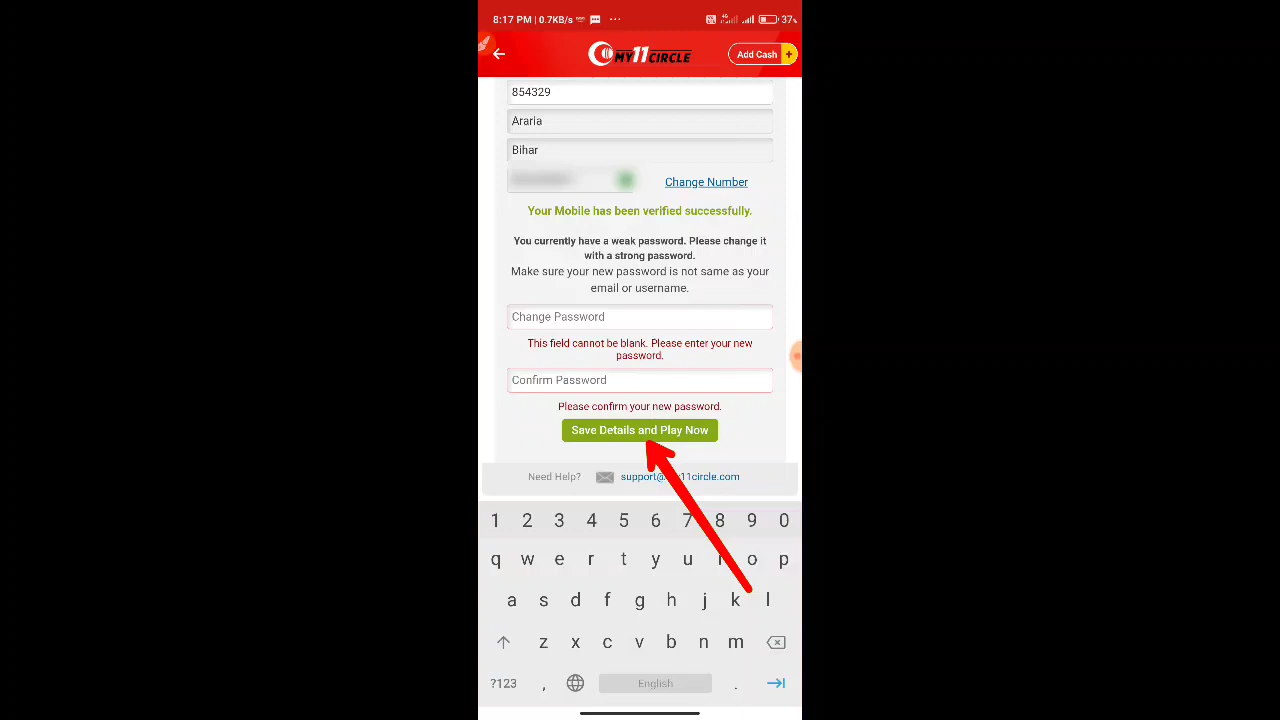 8:17 PM | 0.7KB/s ... 4G 37%
MY11CIRCLE
Add Cash +
854329
Araria
Bihar
Change Number
Your Mobile has been verified successfully.
You currently have a weak password. Please change it
with a strong password.
Make sure your new password is not same as your
email or username.
Change Password
This field cannot be blank. Please enter your new
password.
Confirm Password
Please confirm your new password.
Save Details and Play Now
Need Help? support@my11circle.com
1 2 3 4 5 6 7 8 9 0
q w e r t y u i o p
a s d f g h j k l
z x c v b n m
?123 , English .